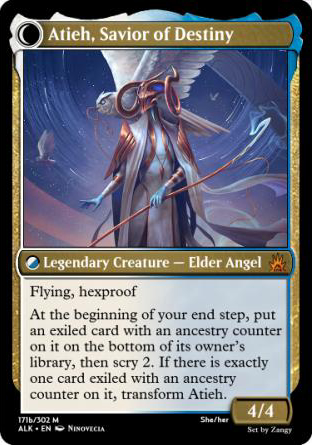 Atieh, Savior of Destiny
Legendary Creature — Elder Angel
Flying, hexproof
At the beginning of your end step, put
an exiled card with an ancestry counter
on it on the bottom of its owner's
library, then scry 2. If there is exactly
one card exiled with an ancestry
counter on it, transform Atieh.
4/4
171b/302 M
She/her
ALK • EN Ninovecia
Set by Zangy